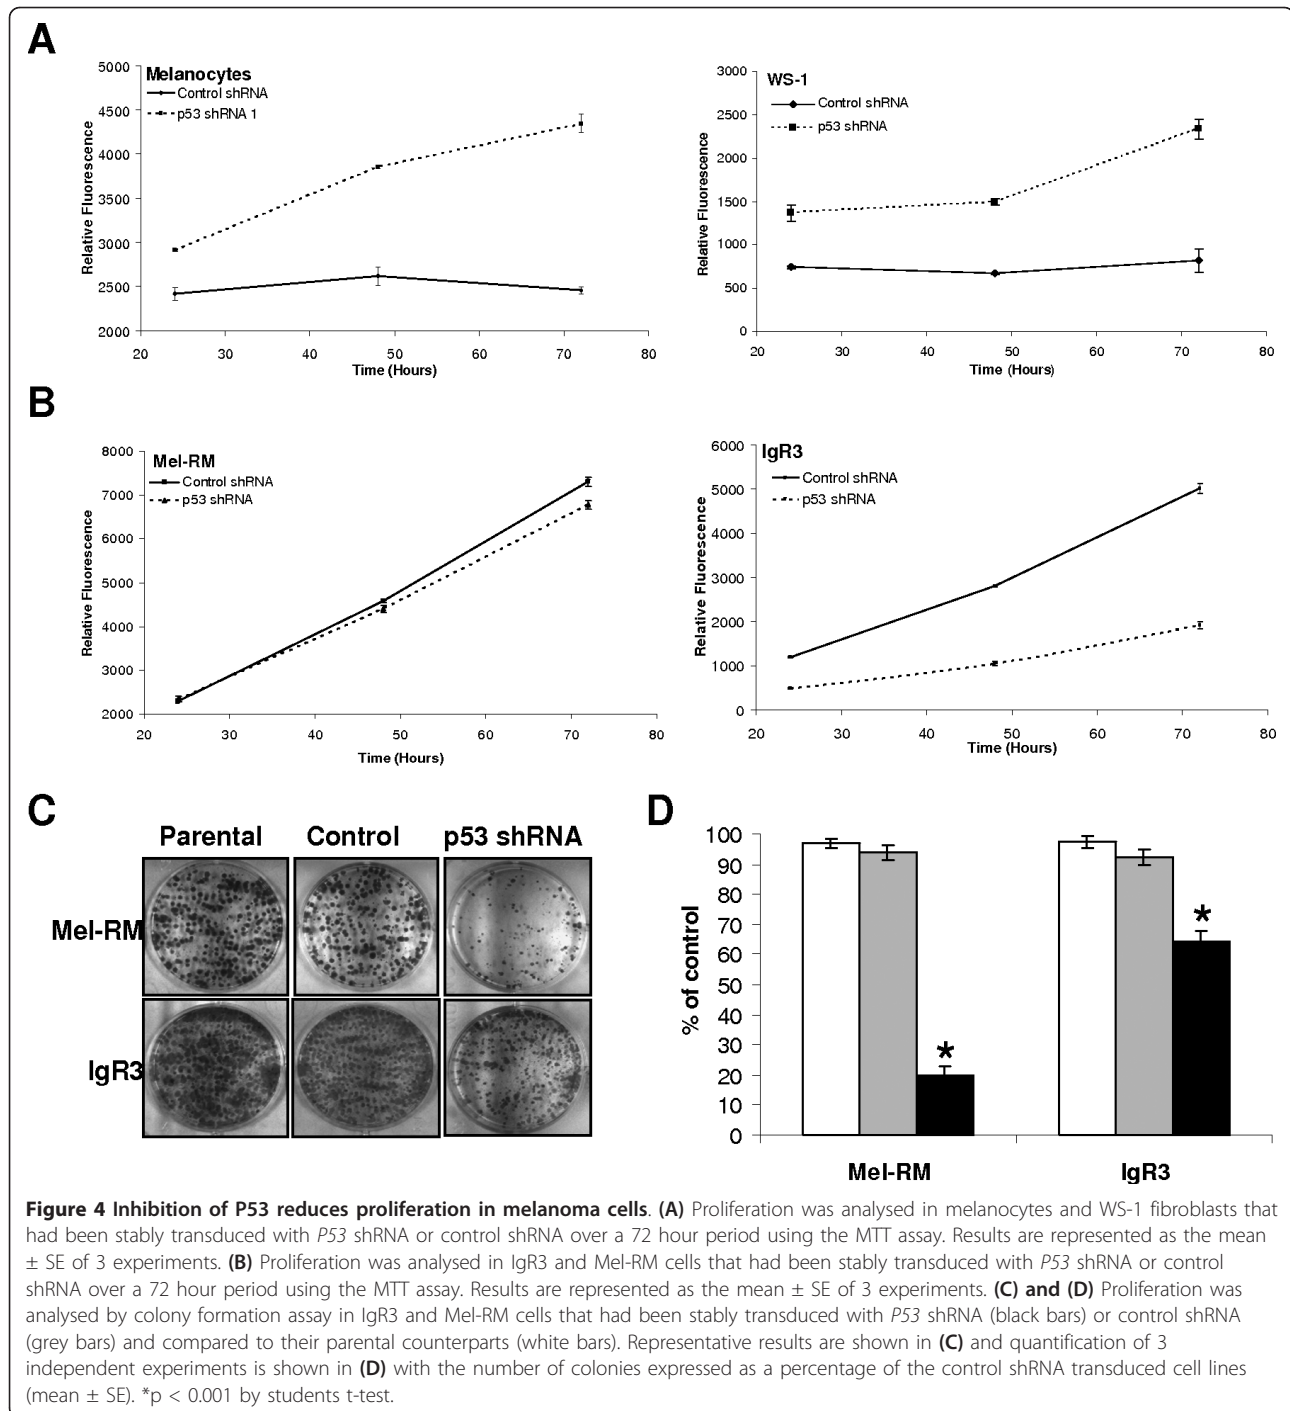 A
Melanocytes
Control shRNA
p53 shRNA 1
5000
4500
4000
3500
3000
2500
2000
Relative Fluorescence
20 30 40 50 60 70 80
Time (Hours)
WS-1
Control shRNA
p53 shRNA
3000
2500
2000
1500
1000
500
0
Relative Fluorescence
20 30 40 50 60 70 80
Time (Hours)
B
Mel-RM
Control shRNA
p53 shRNA
8000
7000
6000
5000
4000
3000
2000
Relative Fluorescence
20 30 40 50 60 70 80
Time (Hours)
IgR3
Control shRNA
p53 shRNA
6000
5000
4000
3000
2000
1000
0
Relative Fluorescence
20 30 40 50 60 70 80
Time (Hours)
C
Parental Control p53 shRNA
Mel-RM
IgR3
D
100
90
80
70
60
50
40
30
20
10
0
% of control
*
*
Mel-RM IgR3
Figure 4 Inhibition of P53 reduces proliferation in melanoma cells. (A) Proliferation was analysed in melanocytes and WS-1 fibroblasts that
had been stably transduced with P53 shRNA or control shRNA over a 72 hour period using the MTT assay. Results are represented as the mean
± SE of 3 experiments. (B) Proliferation was analysed in IgR3 and Mel-RM cells that had been stably transduced with P53 shRNA or control
shRNA over a 72 hour period using the MTT assay. Results are represented as the mean ± SE of 3 experiments. (C) and (D) Proliferation was
analysed by colony formation assay in IgR3 and Mel-RM cells that had been stably transduced with P53 shRNA (black bars) or control shRNA
(grey bars) and compared to their parental counterparts (white bars). Representative results are shown in (C) and quantification of 3
independent experiments is shown in (D) with the number of colonies expressed as a percentage of the control shRNA transduced cell lines
(mean ± SE). *p < 0.001 by students t-test.